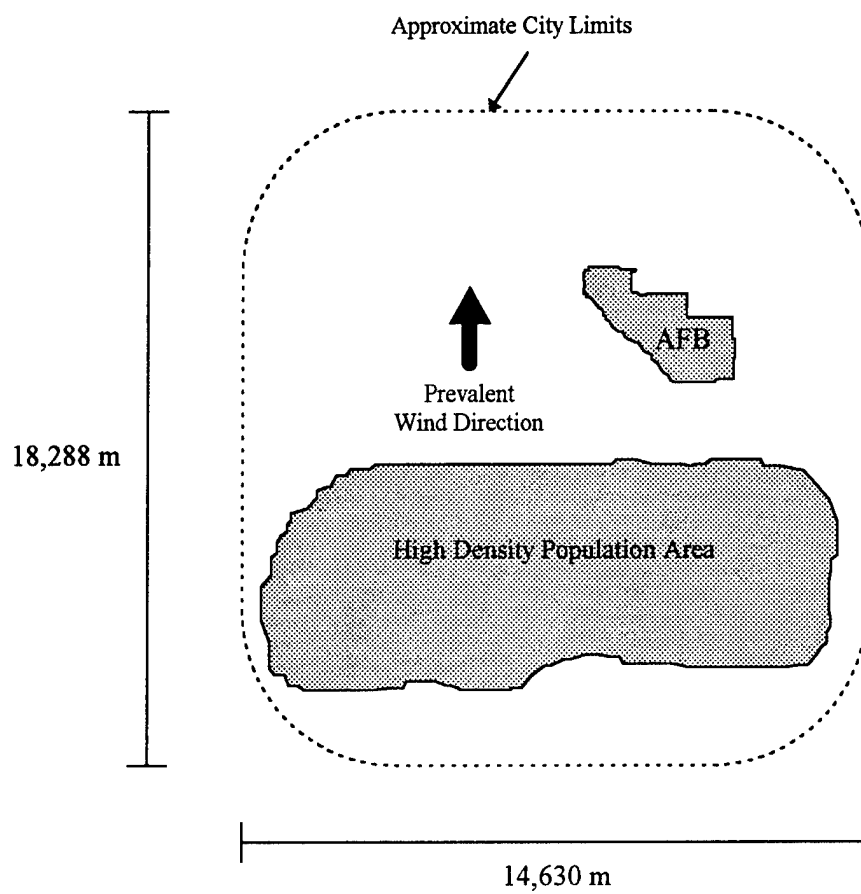 Approximate City Limits
AFB
Prevalent
Wind Direction
18,288 m
High Density Population Area
14,630 m